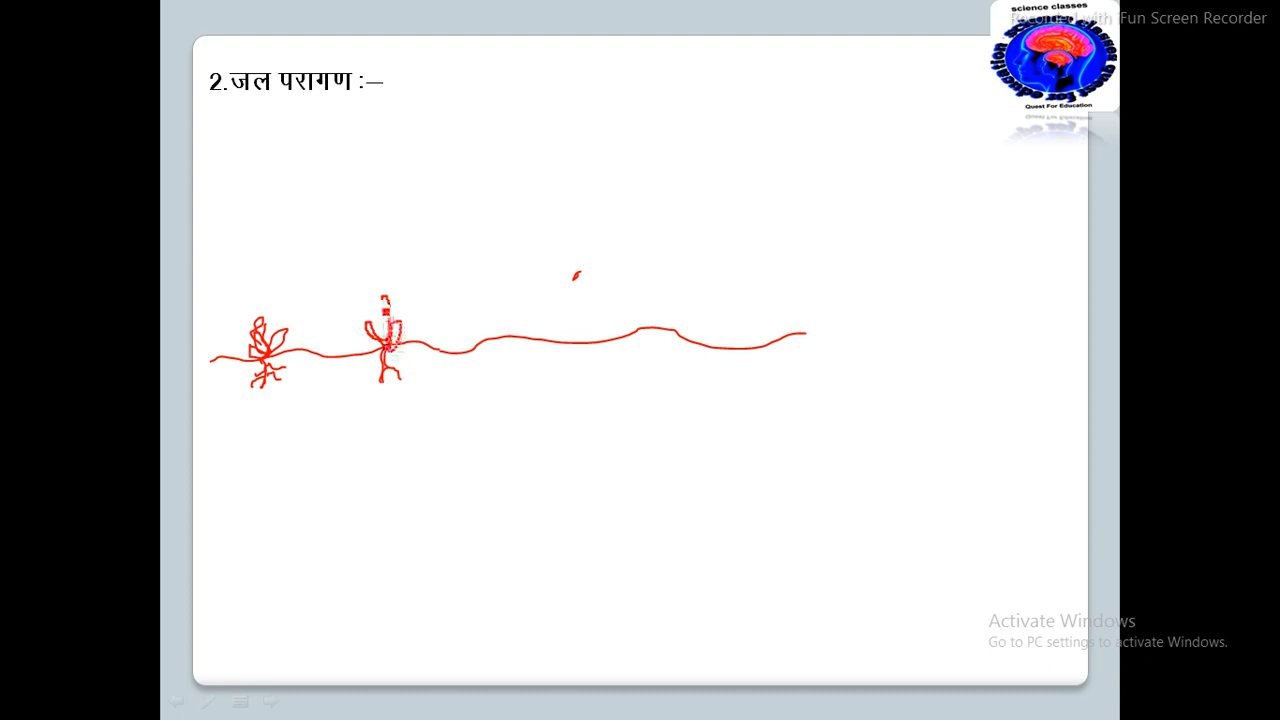 science classes
Recorded with iFun Screen Recorder
2.जल परागण :–
Quest For Education
Activate Windows
Go to PC settings to activate Windows.